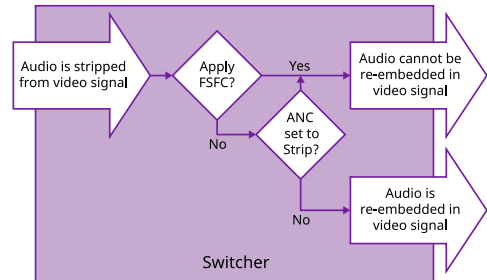 Audio is stripped
from video signal
Apply
FSFC?
Yes
Audio cannot be
re-embedded in
video signal
No
ANC
set to
Strip?
No
Audio is
re-embedded in
video signal
Switcher